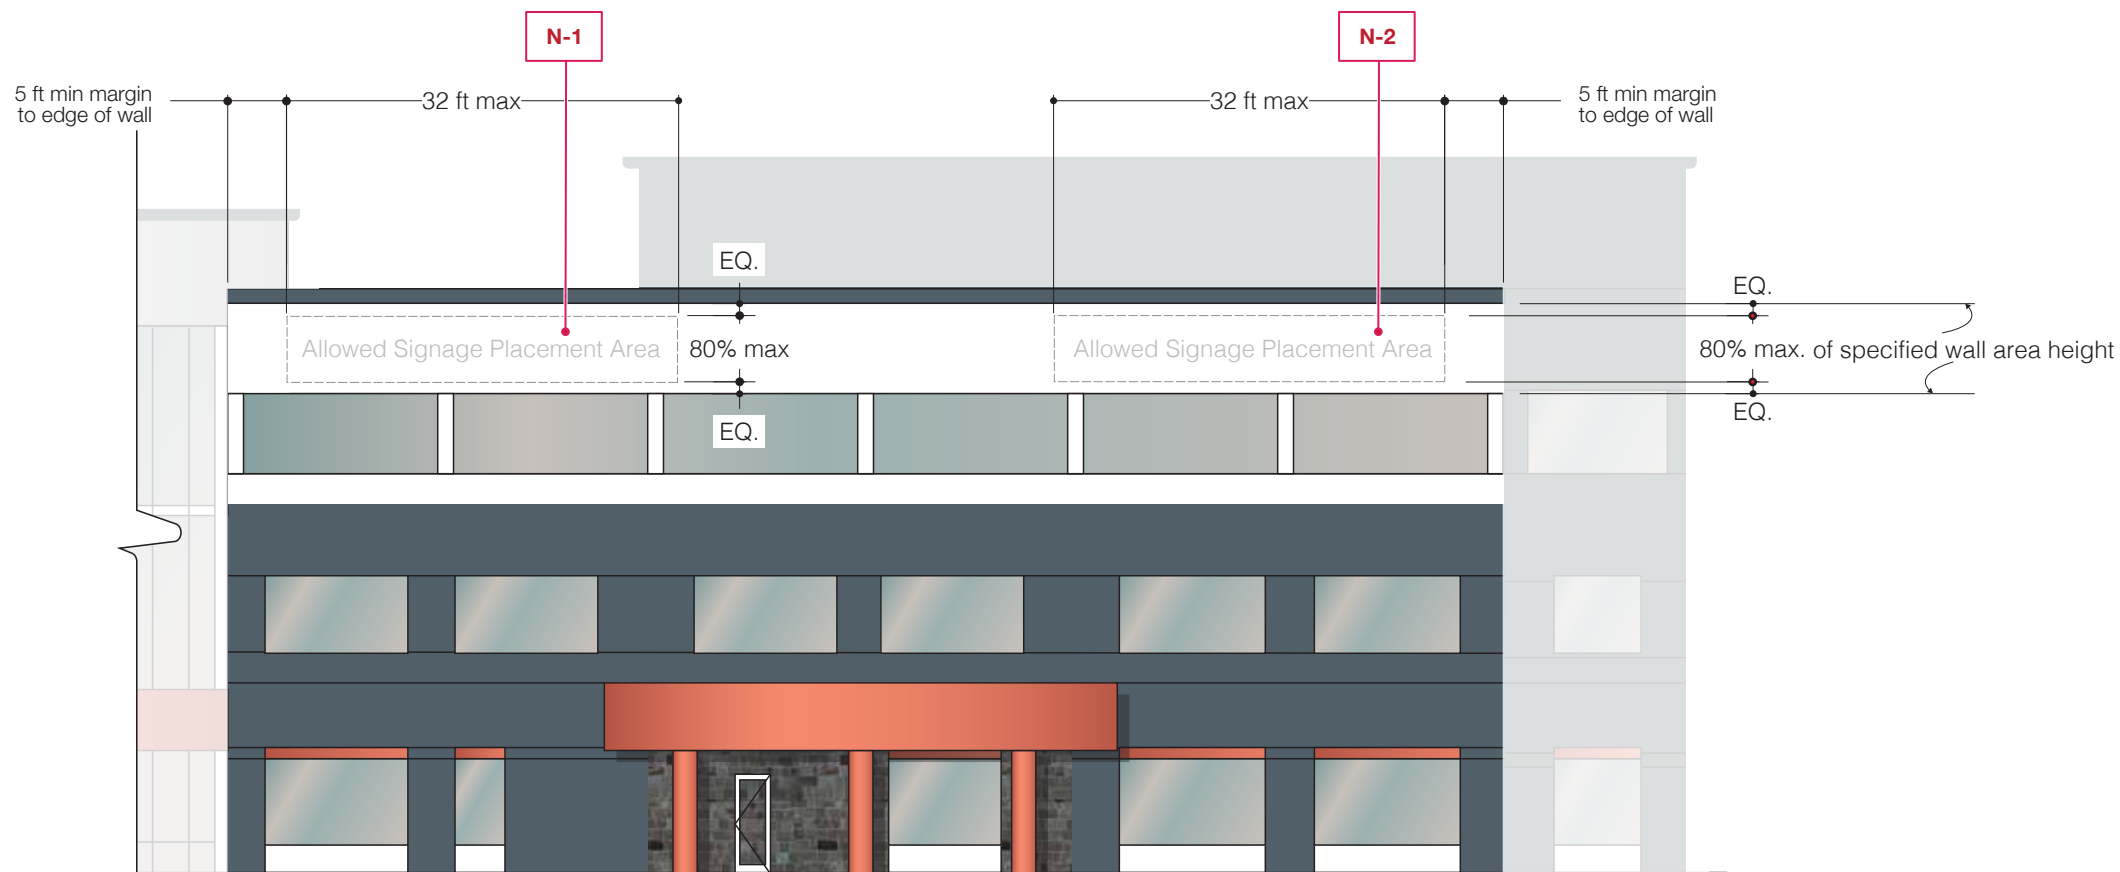 N-1
N-2
5 ft min margin
to edge of wall
32 ft max
32 ft max
5 ft min margin
to edge of wall
EQ.
EQ.
Allowed Signage Placement Area
80% max
Allowed Signage Placement Area
80% max. of specified wall area height
EQ.
EQ.